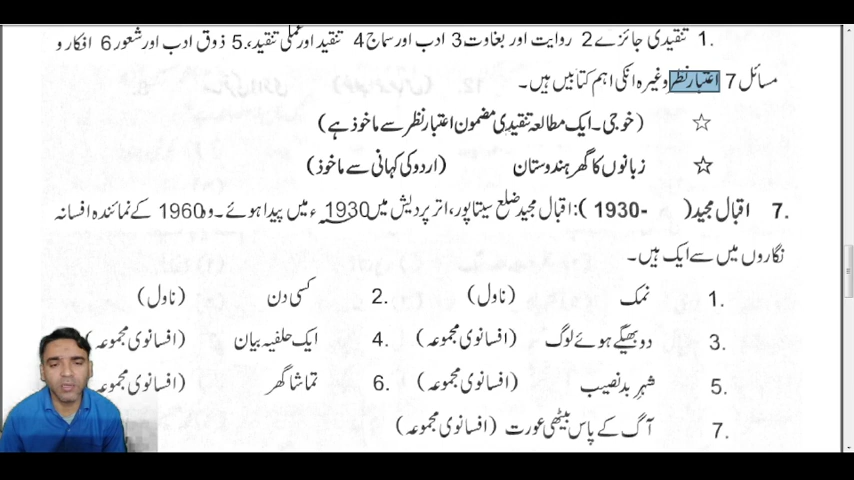 1. تنقیدی جائزے 2 روایت اور بغاوت 3 ادب اور سماج 4 تنقید اور عملی تنقید، 5 ذوق ادب اور شعور 6 افکار و
مسائل 7 اعتبار نظر وغیرہ انکی اہم کتابیں ہیں۔
☆ (خوجی۔ ایک مطالعہ تنقیدی مضمون اعتبار نظر سے ماخوذ ہے)
☆ زبانوں کا گھر ہندوستان (اردو کی کہانی سے ماخوذ)
7. اقبال مجید (1930- ): اقبال مجید ضلع سیتا پور، اتر پردیش میں 1930ء میں پیدا ہوئے۔ وہ 1960 کے نمائندہ افسانہ
نگاروں میں سے ایک ہیں۔
1. نمک (ناول) 2. کسی دن (ناول)
3. دو بھیگے ہوئے لوگ (افسانوی مجموعہ) 4. ایک حلفیہ بیان (افسانوی مجموعہ
5. شہرِ بدنصیب (افسانوی مجموعہ) 6. تماشا گھر (افسانوی مجموعہ
7. آگ کے پاس بیٹھی عورت (افسانوی مجموعہ)